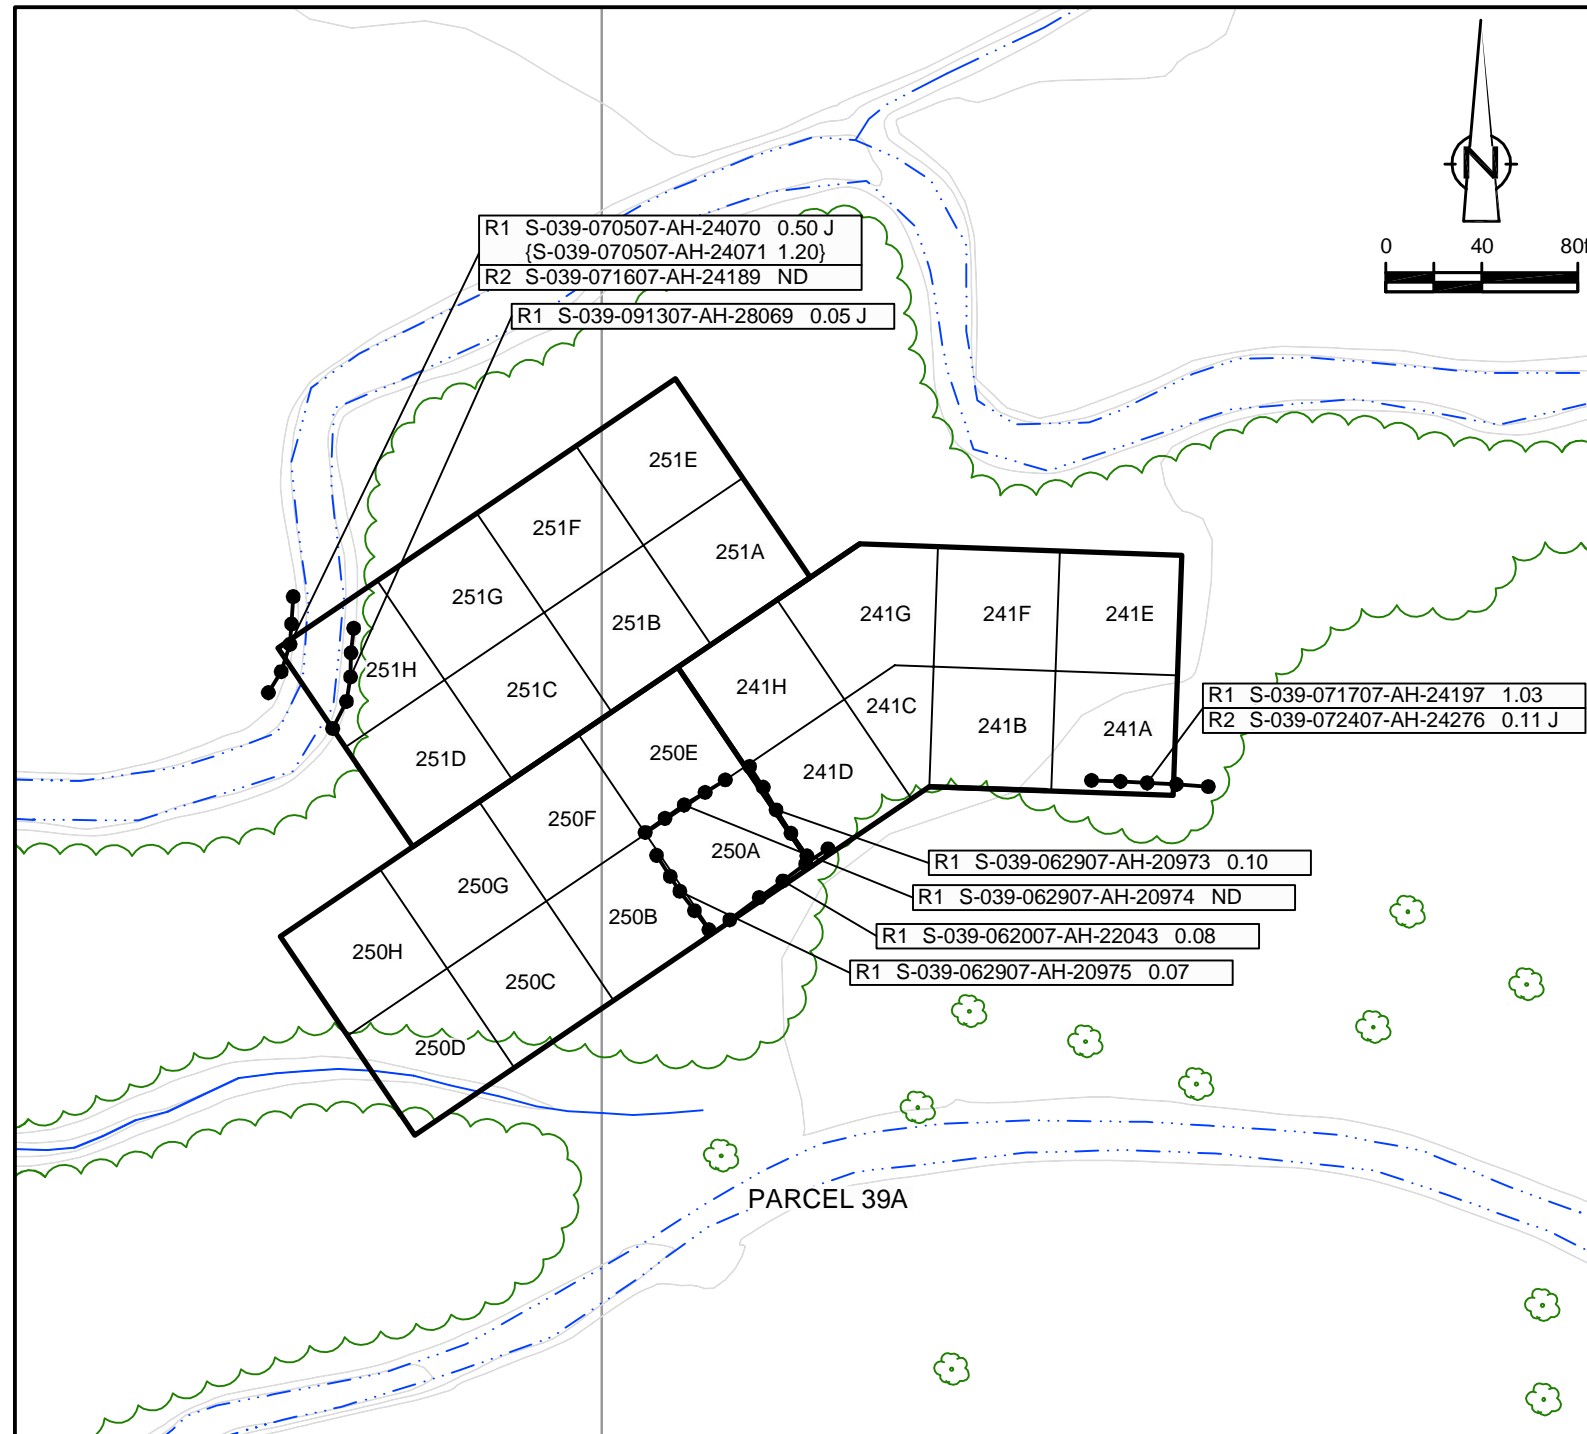 N
0 40 80f
R1 S-039-070507-AH-24070 0.50 J
{S-039-070507-AH-24071 1.20}
R2 S-039-071607-AH-24189 ND
R1 S-039-091307-AH-28069 0.05 J
251E
251F
251A
251G
251B
251H
251C
251D
241G
241F
241E
241H
241C
241B
241A
241D
R1 S-039-071707-AH-24197 1.03
R2 S-039-072407-AH-24276 0.11 J
250E
250F
250A
250G
250B
250H
250C
250D
R1 S-039-062907-AH-20973 0.10
R1 S-039-062907-AH-20974 ND
R1 S-039-062007-AH-22043 0.08
R1 S-039-062907-AH-20975 0.07
PARCEL 39A